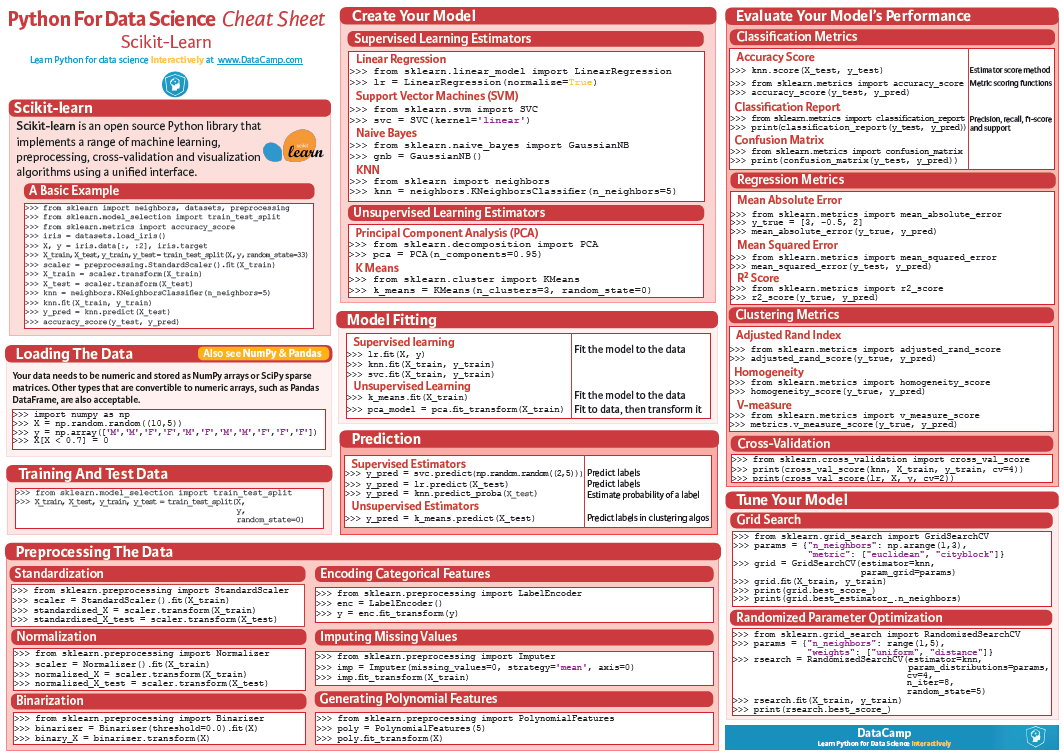 Python For Data Science Cheat Sheet
Scikit-Learn
Learn Python for data science Interactively at www.DataCamp.com
Scikit-learn
Scikit-learn is an open source Python library that
implements a range of machine learning,
preprocessing, cross-validation and visualization
algorithms using a unified interface.
scikit
learn
A Basic Example
>>> from sklearn import neighbors, datasets, preprocessing
>>> from sklearn.model_selection import train_test_split
>>> from sklearn.metrics import accuracy_score
>>> iris = datasets.load_iris()
>>> X, y = iris.data[:, :2], iris.target
>>> X_train, X_test, y_train, y_test = train_test_split(X, y, random_state=33)
>>> scaler = preprocessing.StandardScaler().fit(X_train)
>>> X_train = scaler.transform(X_train)
>>> X_test = scaler.transform(X_test)
>>> knn = neighbors.KNeighborsClassifier(n_neighbors=5)
>>> knn.fit(X_train, y_train)
>>> y_pred = knn.predict(X_test)
>>> accuracy_score(y_test, y_pred)
Loading The Data
Also see NumPy & Pandas
Your data needs to be numeric and stored as NumPy arrays or SciPy sparse
matrices. Other types that are convertible to numeric arrays, such as Pandas
DataFrame, are also acceptable.
>>> import numpy as np
>>> X = np.random.random((10,5))
>>> y = np.array(['M','M','F','F','M','F','M','M','F','F','F'])
>>> X[X < 0.7] = 0
Training And Test Data
>>> from sklearn.model_selection import train_test_split
>>> X_train, X_test, y_train, y_test = train_test_split(X,
y,
random_state=0)
Create Your Model
Supervised Learning Estimators
Linear Regression
>>> from sklearn.linear_model import LinearRegression
>>> lr = LinearRegression(normalize=True)
Support Vector Machines (SVM)
>>> from sklearn.svm import SVC
>>> svc = SVC(kernel='linear')
Naive Bayes
>>> from sklearn.naive_bayes import GaussianNB
>>> gnb = GaussianNB()
KNN
>>> from sklearn import neighbors
>>> knn = neighbors.KNeighborsClassifier(n_neighbors=5)
Unsupervised Learning Estimators
Principal Component Analysis (PCA)
>>> from sklearn.decomposition import PCA
>>> pca = PCA(n_components=0.95)
K Means
>>> from sklearn.cluster import KMeans
>>> k_means = KMeans(n_clusters=3, random_state=0)
Model Fitting
Supervised learning
>>> lr.fit(X, y)
Fit the model to the data
>>> knn.fit(X_train, y_train)
>>> svc.fit(X_train, y_train)
Unsupervised Learning
>>> k_means.fit(X_train)
Fit the model to the data
>>> pca_model = pca.fit_transform(X_train)
Fit to data, then transform it
Prediction
Supervised Estimators
>>> y_pred = svc.predict(np.random.random((2,5)))
Predict labels
>>> y_pred = lr.predict(X_test)
Predict labels
>>> y_pred = knn.predict_proba(X_test)
Estimate probability of a label
Unsupervised Estimators
>>> y_pred = k_means.predict(X_test)
Predict labels in clustering algos
Preprocessing The Data
Standardization
>>> from sklearn.preprocessing import StandardScaler
>>> scaler = StandardScaler().fit(X_train)
>>> standardized_X = scaler.transform(X_train)
>>> standardized_X_test = scaler.transform(X_test)
Normalization
>>> from sklearn.preprocessing import Normalizer
>>> scaler = Normalizer().fit(X_train)
>>> normalized_X = scaler.transform(X_train)
>>> normalized_X_test = scaler.transform(X_test)
Binarization
>>> from sklearn.preprocessing import Binarizer
>>> binarizer = Binarizer(threshold=0.0).fit(X)
>>> binary_X = binarizer.transform(X)
Encoding Categorical Features
>>> from sklearn.preprocessing import LabelEncoder
>>> enc = LabelEncoder()
>>> y = enc.fit_transform(y)
Imputing Missing Values
>>> from sklearn.preprocessing import Imputer
>>> imp = Imputer(missing_values=0, strategy='mean', axis=0)
>>> imp.fit_transform(X_train)
Generating Polynomial Features
>>> from sklearn.preprocessing import PolynomialFeatures
>>> poly = PolynomialFeatures(5)
>>> poly.fit_transform(X)
Evaluate Your Model's Performance
Classification Metrics
Accuracy Score
>>> knn.score(X_test, y_test)
Estimator score method
>>> from sklearn.metrics import accuracy_score
Metric scoring functions
>>> accuracy_score(y_test, y_pred)
Classification Report
>>> from sklearn.metrics import classification_report
Precision, recall, f1-score
>>> print(classification_report(y_test, y_pred))
and support
Confusion Matrix
>>> from sklearn.metrics import confusion_matrix
>>> print(confusion_matrix(y_test, y_pred))
Regression Metrics
Mean Absolute Error
>>> from sklearn.metrics import mean_absolute_error
>>> y_true = [3, -0.5, 2]
>>> mean_absolute_error(y_true, y_pred)
Mean Squared Error
>>> from sklearn.metrics import mean_squared_error
>>> mean_squared_error(y_test, y_pred)
R² Score
>>> from sklearn.metrics import r2_score
>>> r2_score(y_true, y_pred)
Clustering Metrics
Adjusted Rand Index
>>> from sklearn.metrics import adjusted_rand_score
>>> adjusted_rand_score(y_true, y_pred)
Homogeneity
>>> from sklearn.metrics import homogeneity_score
>>> homogeneity_score(y_true, y_pred)
V-measure
>>> from sklearn.metrics import v_measure_score
>>> metrics.v_measure_score(y_true, y_pred)
Cross-Validation
>>> from sklearn.cross_validation import cross_val_score
>>> print(cross_val_score(knn, X_train, y_train, cv=4))
>>> print(cross_val_score(lr, X, y, cv=2))
Tune Your Model
Grid Search
>>> from sklearn.grid_search import GridSearchCV
>>> params = {"n_neighbors": np.arange(1,3),
"metric": ["euclidean", "cityblock"]}
>>> grid = GridSearchCV(estimator=knn,
param_grid=params)
>>> grid.fit(X_train, y_train)
>>> print(grid.best_score_)
>>> print(grid.best_estimator_.n_neighbors)
Randomized Parameter Optimization
>>> from sklearn.grid_search import RandomizedSearchCV
>>> params = {"n_neighbors": range(1,5),
"weights": ["uniform", "distance"]}
>>> rsearch = RandomizedSearchCV(estimator=knn,
param_distributions=params,
cv=4,
n_iter=8,
random_state=5)
>>> rsearch.fit(X_train, y_train)
>>> print(rsearch.best_score_)
DataCamp
Learn Python for Data Science Interactively